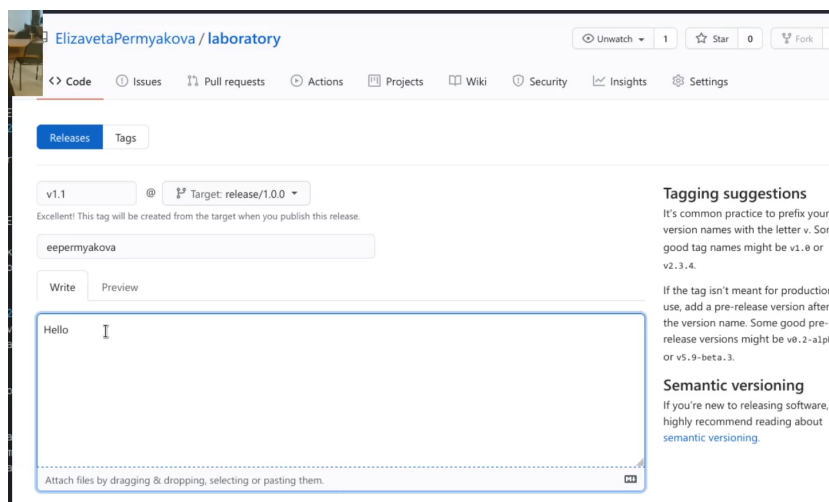 ElizavetaPermyakova / laboratory
Unwatch 1 Star 0 Fork
Code Issues Pull requests Actions Projects Wiki Security Insights Settings
Releases Tags
v1.1 @ Target: release/1.0.0
Excellent! This tag will be created from the target when you publish this release.
eepermyakova
Write Preview
Hello
Attach files by dragging & dropping, selecting or pasting them.
Tagging suggestions
It's common practice to prefix your
version names with the letter v.
good tag names might be v1.0 or
v2.3.4.
If the tag isn't meant for production
use, add a pre-release version after
the version name. Some good pre-
release versions might be
or v5.9-beta.3.
Semantic versioning
If you're new to releasing software,
highly recommend reading about
semantic versioning.